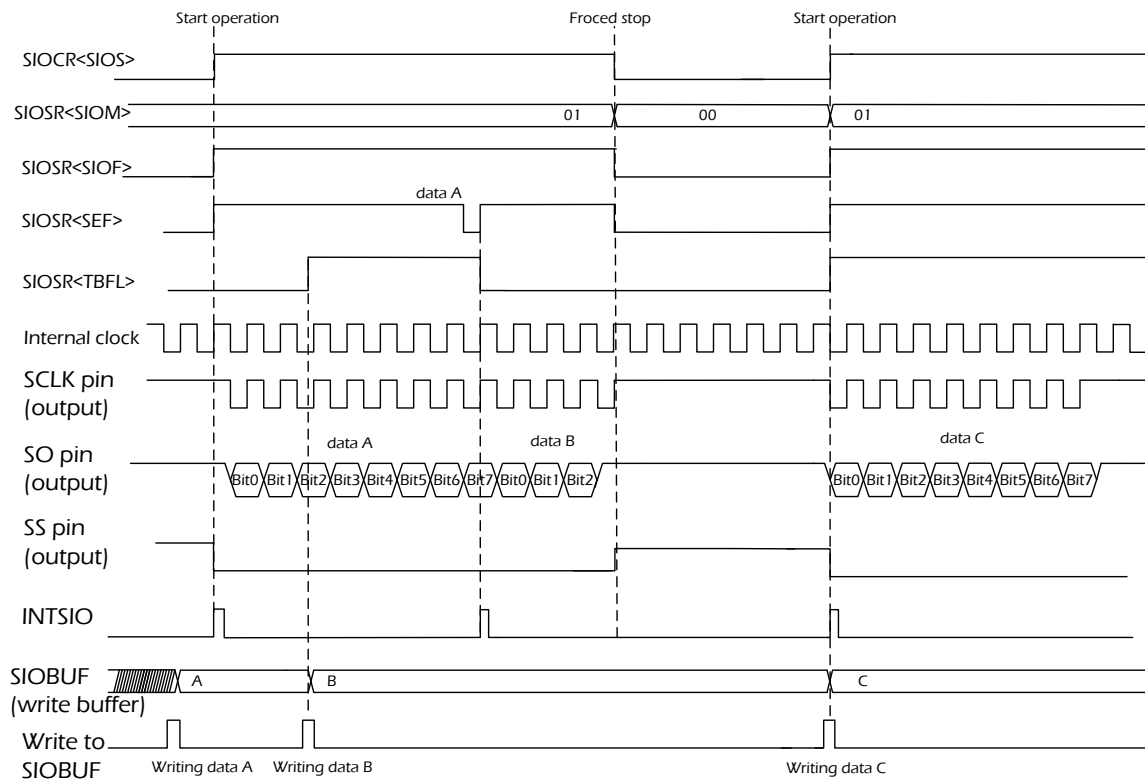 Start operation Froced stop Start operation
SIOCR<SIOS>
SIOSR<SIOM> 01 00 01
SIOSR<SIOF>
data A
SIOSR<SEF>
SIOSR<TBFL>
Internal clock
SCLK pin
(output)
data A data B data C
SO pin
(output)
Bit0 Bit1 Bit2 Bit3 Bit4 Bit5 Bit6 Bit7 Bit0 Bit1 Bit2 Bit0 Bit1 Bit2 Bit3 Bit4 Bit5 Bit6 Bit7
SS pin
(output)
INTSIO
SIOBUF A B C
(write buffer)
Write to
SIOBUF
Writing data A Writing data B Writing data C